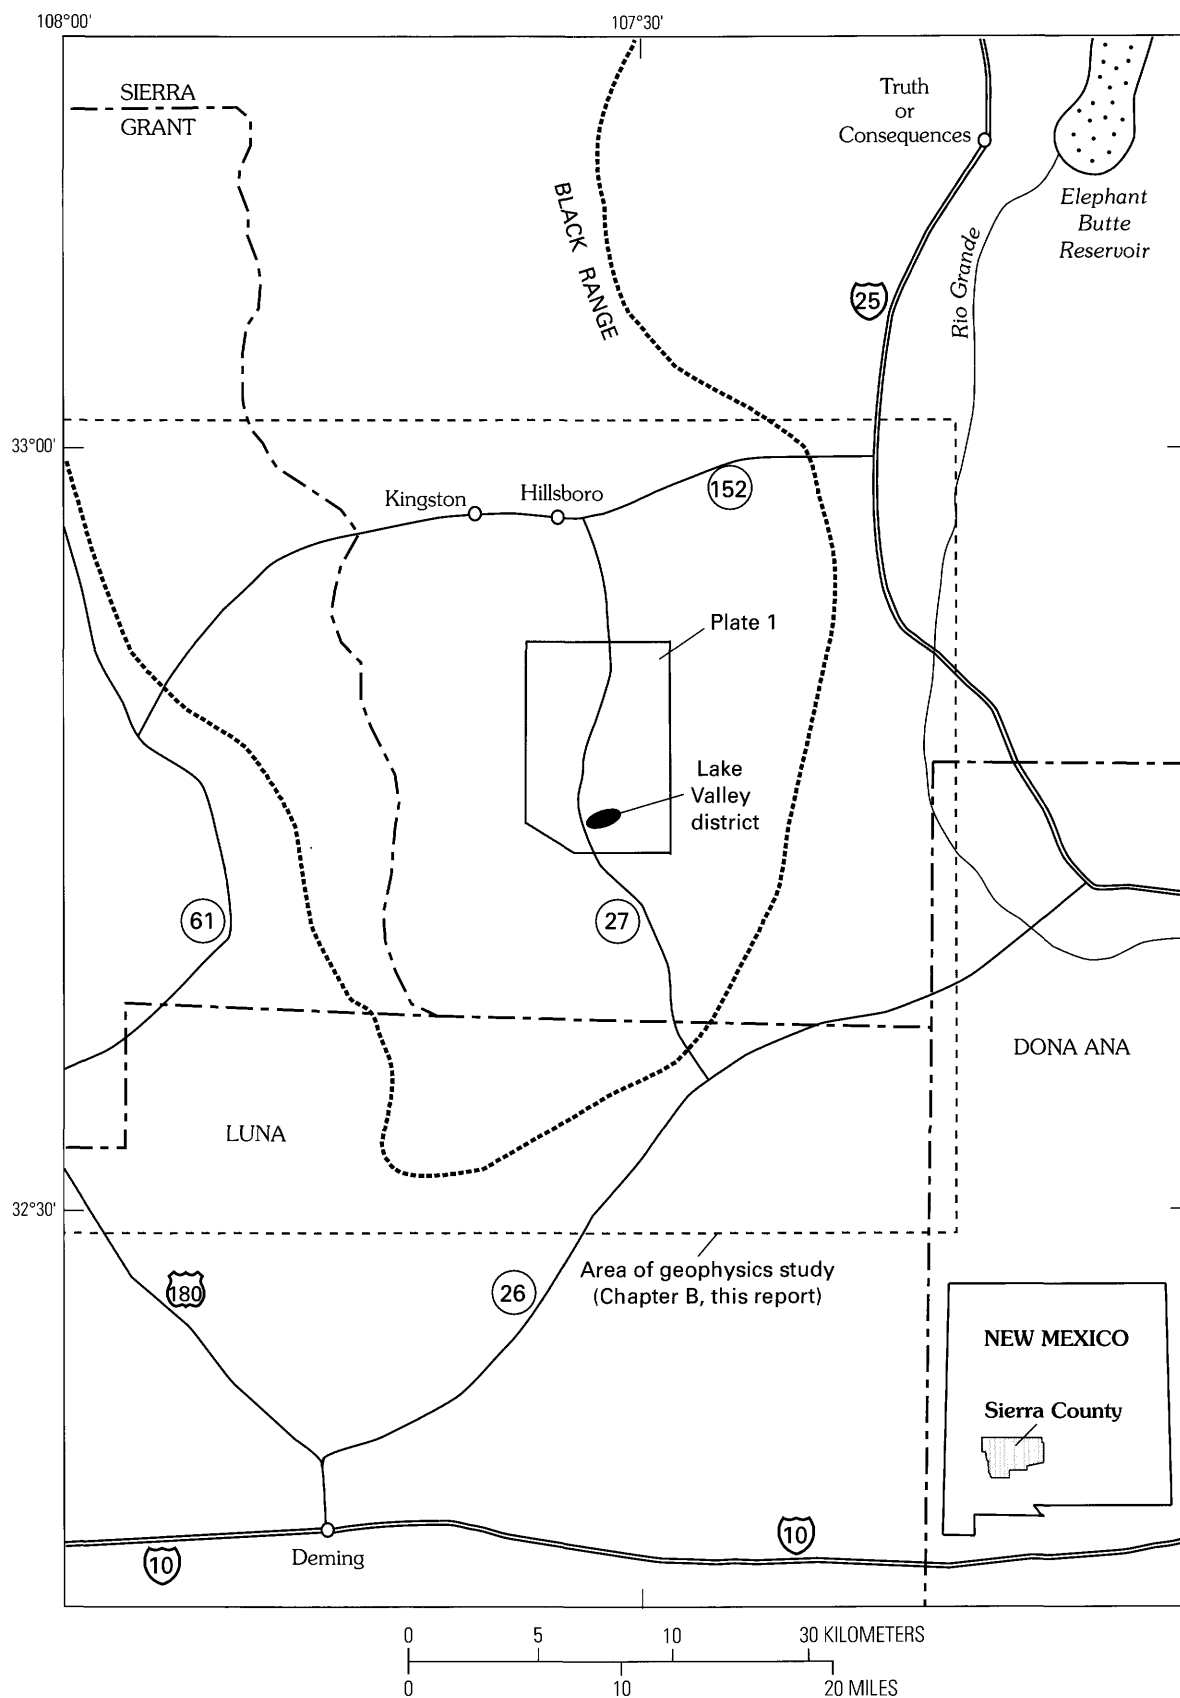 108°00'
107°30'
SIERRA
GRANT
Truth
or
Consequences
BLACK RANGE
Elephant
Butte
Reservoir
Rio Grande
25
33°00'
Kingston
Hillsboro
152
Plate 1
Lake
Valley
district
61
27
DONA ANA
LUNA
32°30'
Area of geophysics study
(Chapter B, this report)
180
26
NEW MEXICO
Sierra County
10
10
Deming
0 5 10 30 KILOMETERS
0 10 20 MILES